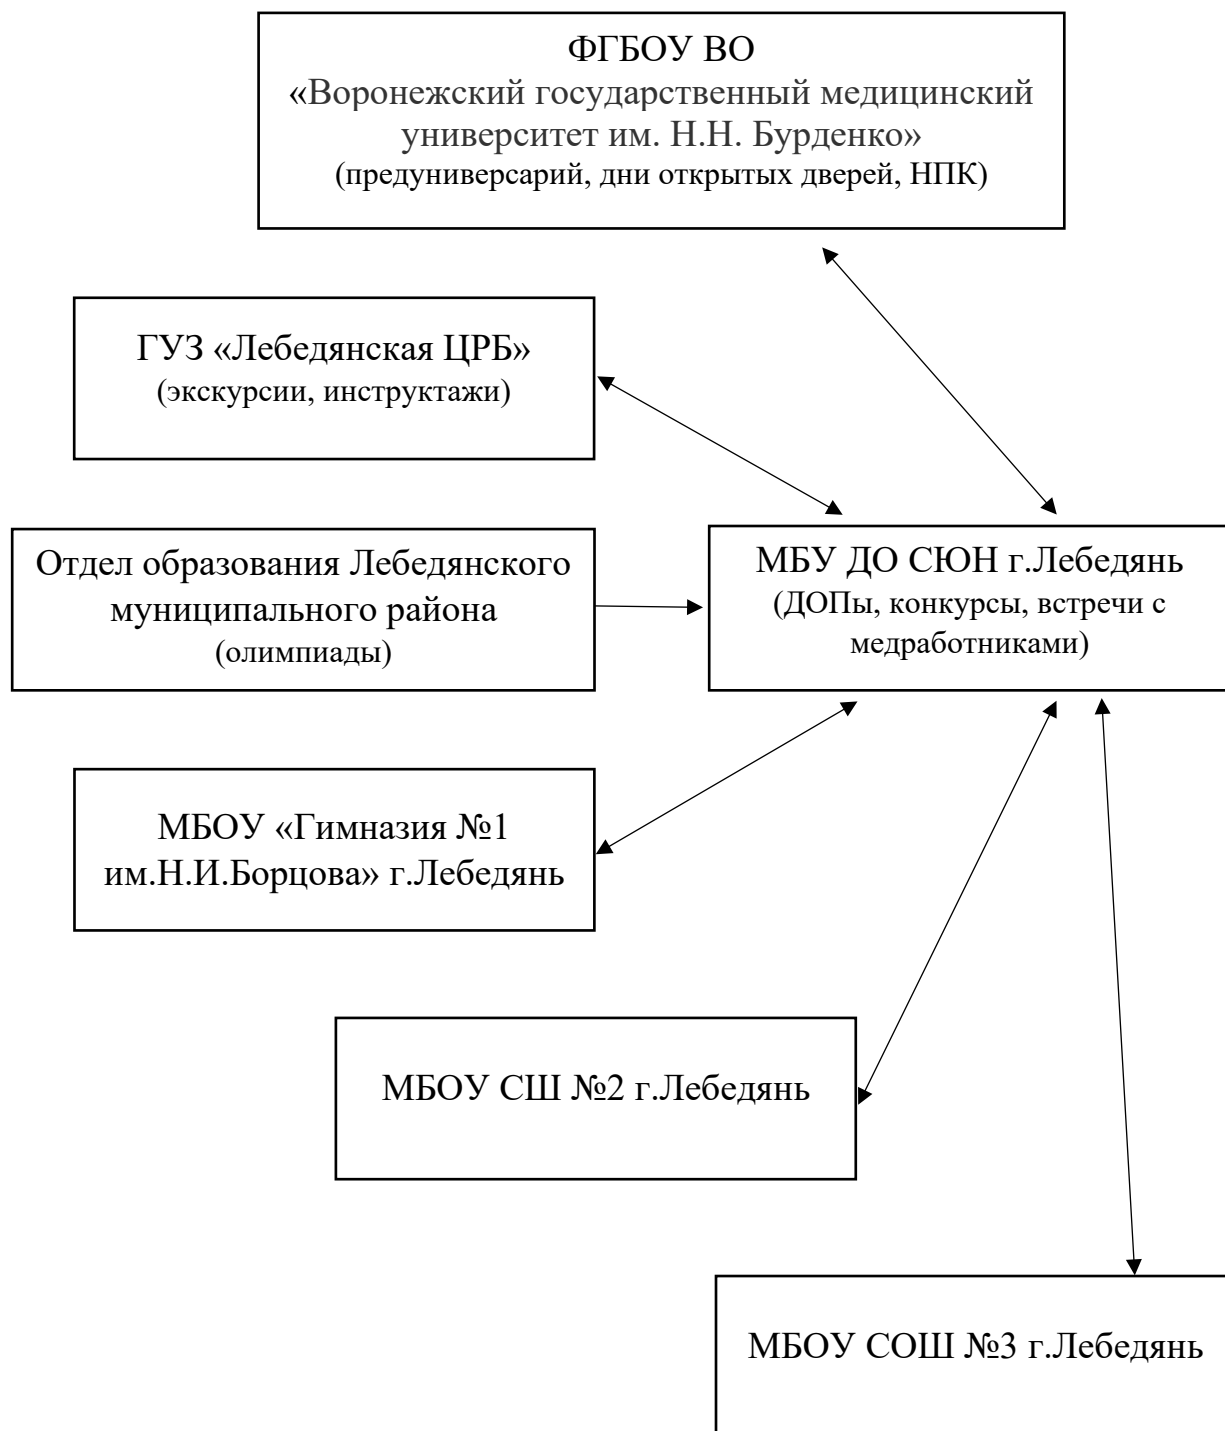 ФГБОУ ВО
«Воронежский государственный медицинский
университет им. Н.Н. Бурденко»
(предуниверсарий, дни открытых дверей, НПК)
ГУЗ «Лебедянская ЦРБ»
(экскурсии, инструктажи)
Отдел образования Лебедянского
муниципального района
(олимпиады)
МБУ ДО СЮН г.Лебедянь
(ДОПы, конкурсы, встречи с
медработниками)
МБОУ «Гимназия №1
им.Н.И.Борцова» г.Лебедянь
МБОУ СШ №2 г.Лебедянь
МБОУ СОШ №3 г.Лебедянь